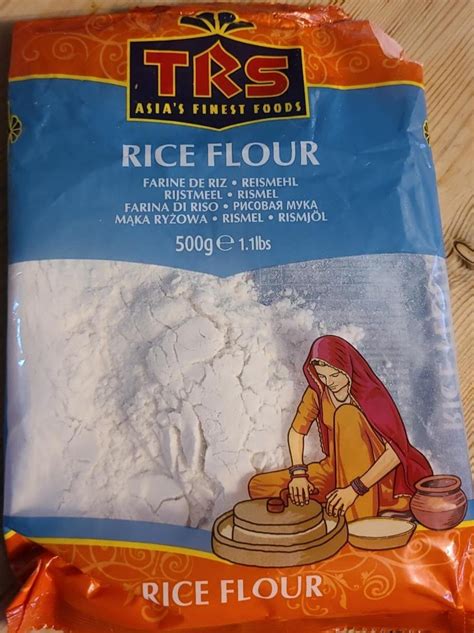 TRS
ASIA'S FINEST FOODS
RICE FLOUR
FARINE DE RIZ • REISMEHL
RIJSTMEEL • RISMEL
FARINA DI RISO • РИСОВАЯ МУКА
MĄKA RYŻOWA • RISMEL • RISMJÖL
500g ℮ 1.1lbs
RICE FLOUR